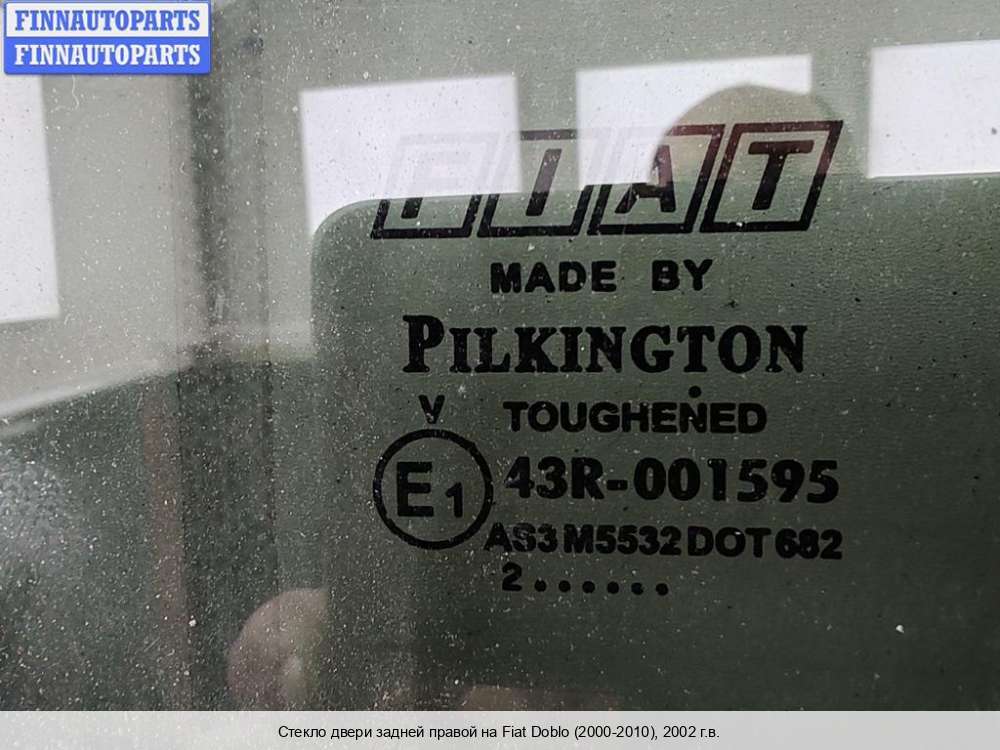 FINNAUTOPARTS
FINNAUTOPARTS
FIAT
MADE BY
PILKINGTON
V TOUGHENED
E1 43R-001595
AS3 M5532 DOT 682
2......
Стекло двери задней правой на Fiat Doblo (2000-2010), 2002 г.в.